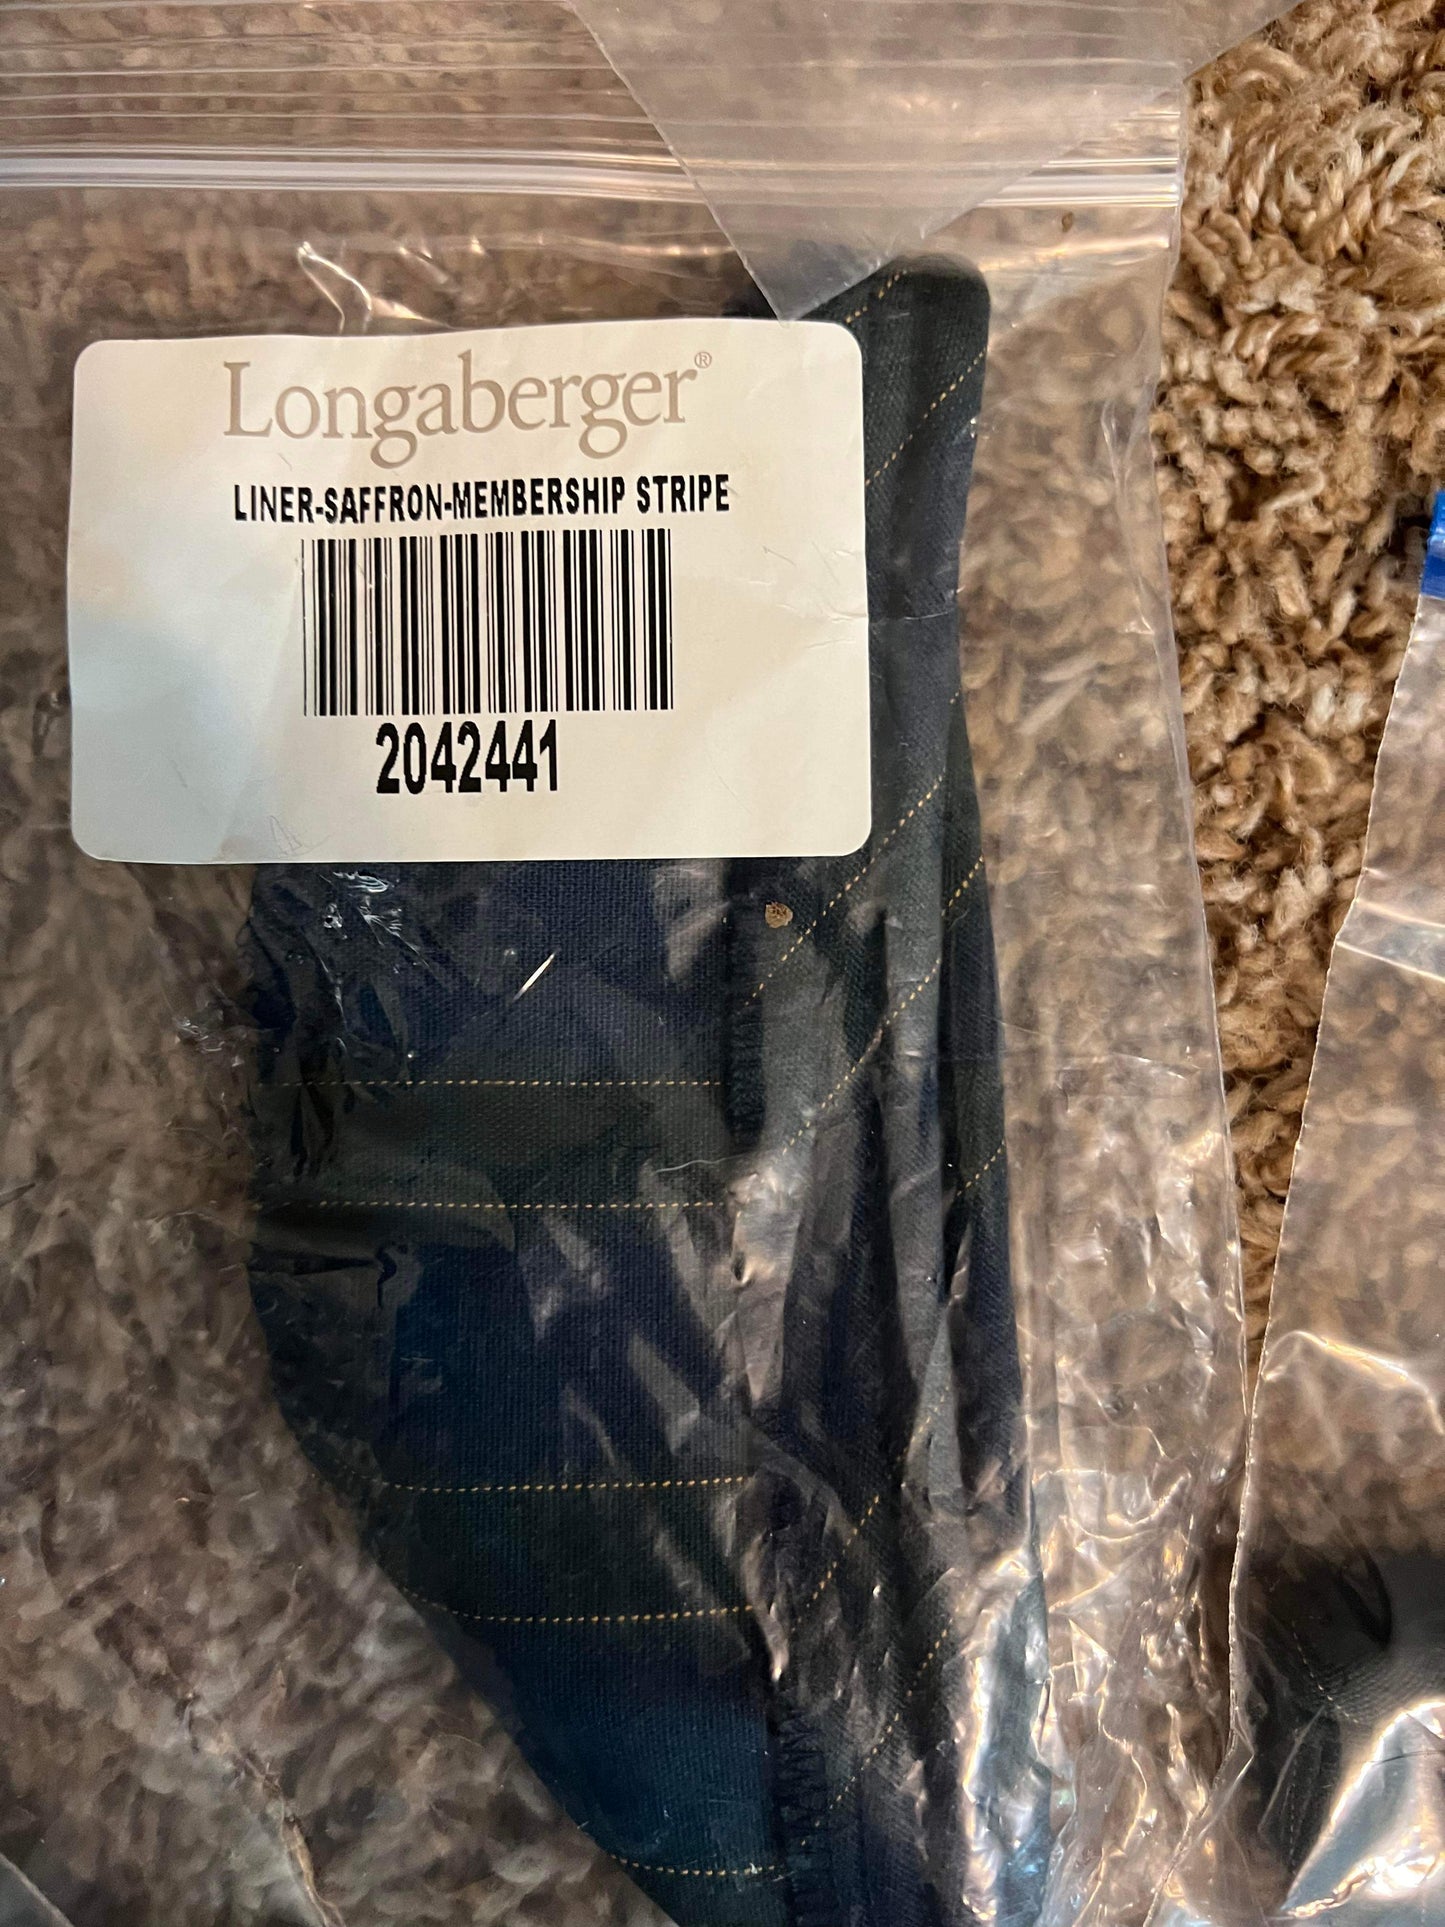 Longaberger®
LINER-SAFFRON-MEMBERSHIP STRIPE
2042441